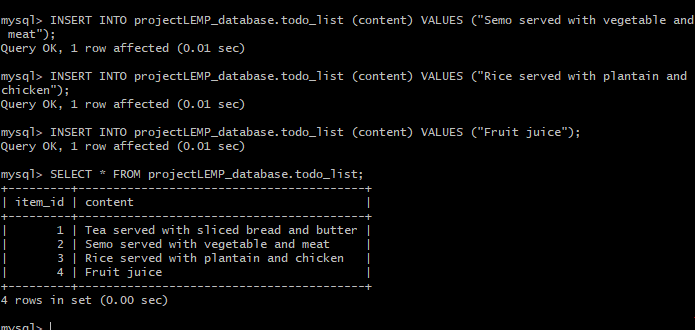 mysql> INSERT INTO projectLEMP_database.todo_list (content) VALUES ("Semo served with vegetable and
 meat");
Query OK, 1 row affected (0.01 sec)
mysql> INSERT INTO projectLEMP_database.todo_list (content) VALUES ("Rice served with plantain and
chicken");
Query OK, 1 row affected (0.01 sec)
mysql> INSERT INTO projectLEMP_database.todo_list (content) VALUES ("Fruit juice");
Query OK, 1 row affected (0.01 sec)
mysql> SELECT * FROM projectLEMP_database.todo_list;
+---------+----------------------------------------+
| item_id | content                                |
+---------+----------------------------------------+
|       1 | Tea served with sliced bread and butter |
|       2 | Semo served with vegetable and meat     |
|       3 | Rice served with plantain and chicken   |
|       4 | Fruit juice                             |
+---------+----------------------------------------+
4 rows in set (0.00 sec)
mysql>